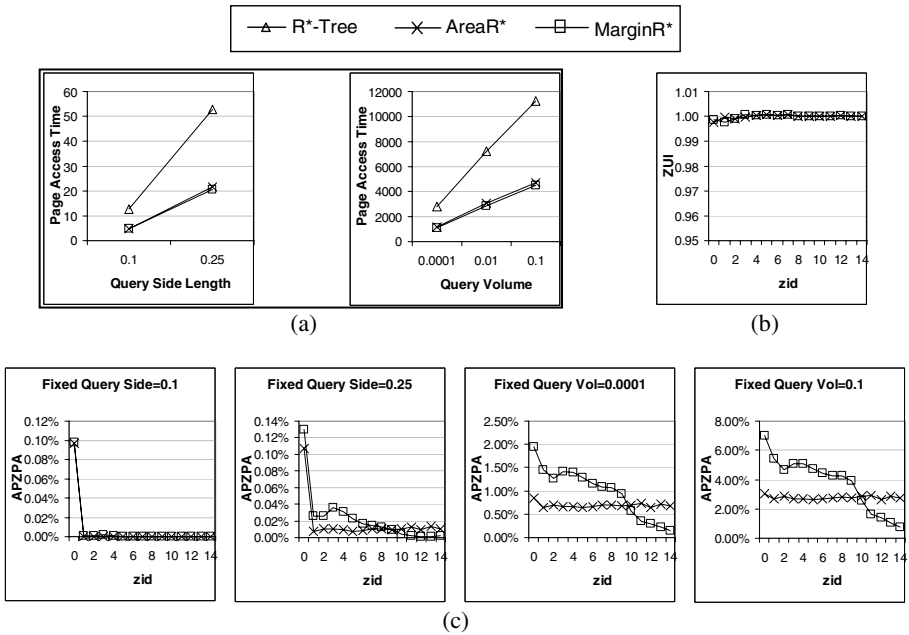 R*-Tree AreaR* MarginR*
60
50
40
30
20
10
0
Page Access Time
0.1 0.25
Query Side Length
12000
10000
8000
6000
4000
2000
0
Page Access Time
0.0001 0.01 0.1
Query Volume
(a)
1.01
1.00
0.99
0.98
0.97
0.96
0.95
ZUI
0 2 4 6 8 10 12 14
zid
(b)
Fixed Query Side=0.1
0.12%
0.10%
0.08%
0.06%
0.04%
0.02%
0.00%
APZPA
0 2 4 6 8 10 12 14
zid
Fixed Query Side=0.25
0.14%
0.12%
0.10%
0.08%
0.06%
0.04%
0.02%
0.00%
APZPA
0 2 4 6 8 10 12 14
zid
Fixed Query Vol=0.0001
2.50%
2.00%
1.50%
1.00%
0.50%
0.00%
APZPA
0 2 4 6 8 10 12 14
zid
Fixed Query Vol=0.1
8.00%
6.00%
4.00%
2.00%
0.00%
APZPA
0 2 4 6 8 10 12 14
zid
(c)